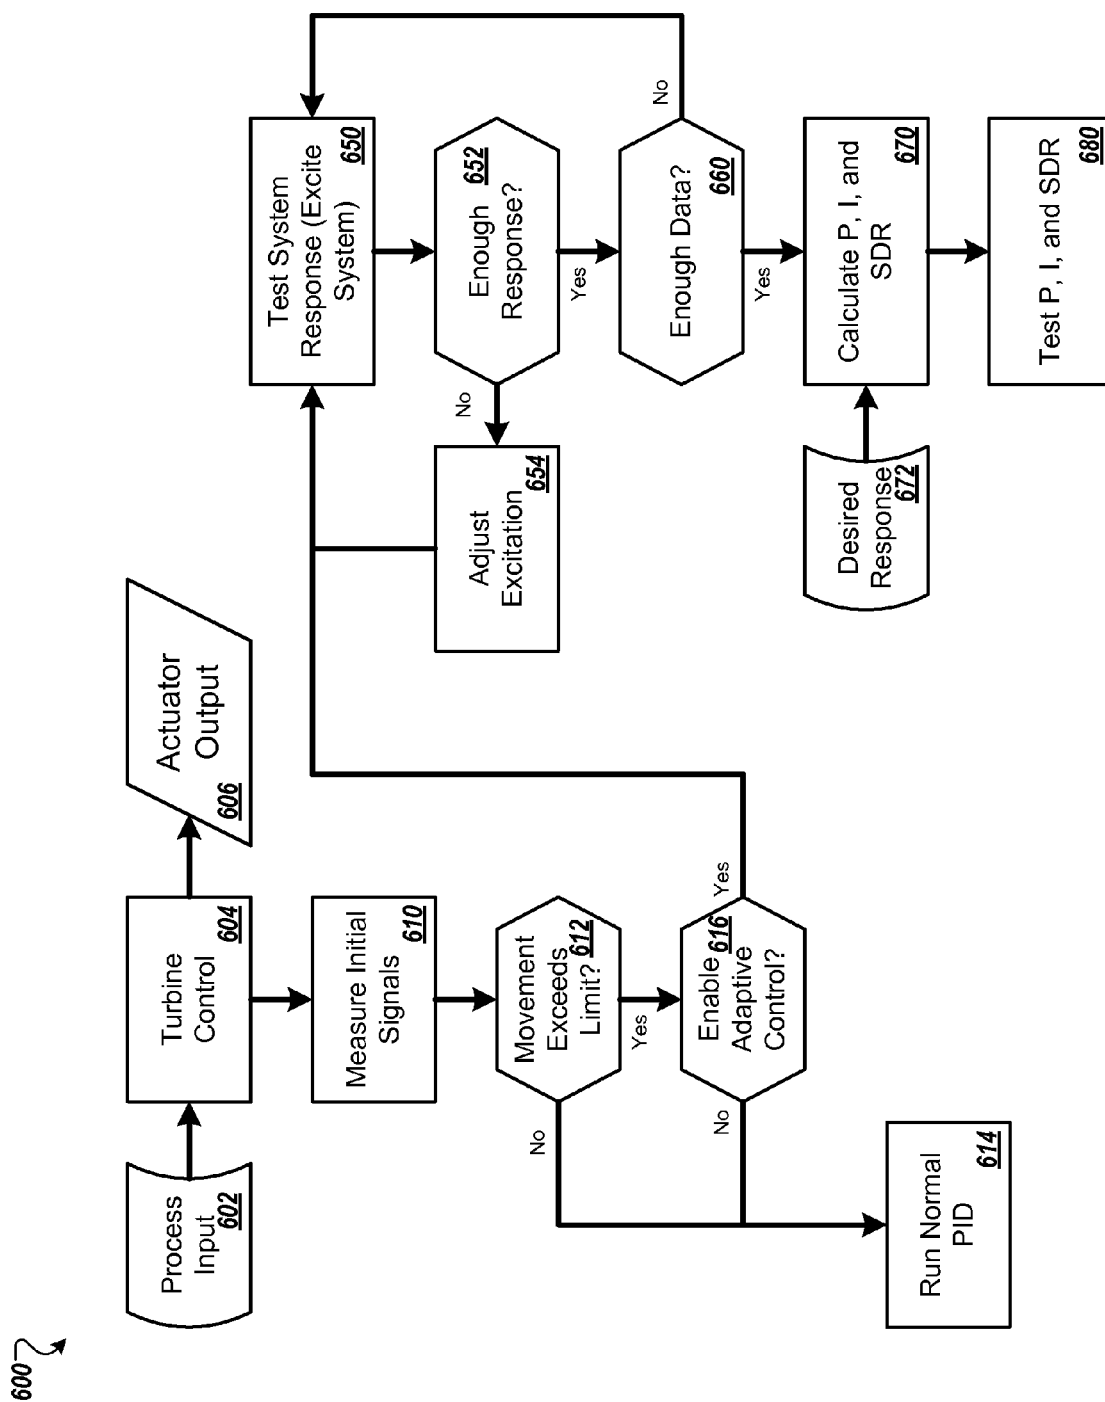 600
Process
Input
602
Turbine
Control
604
Actuator
Output
606
Measure Initial
Signals
610
Movement
Exceeds
Limit?
612
No
Yes
Enable
Adaptive
Control?
616
No
Yes
Run Normal
PID
614
Test System
Response (Excite
System)
650
Enough
Response?
652
No
Yes
Adjust
Excitation
654
Enough Data?
660
No
Yes
Desired
Response
672
Calculate P, I, and
SDR
670
Test P, I, and SDR
680